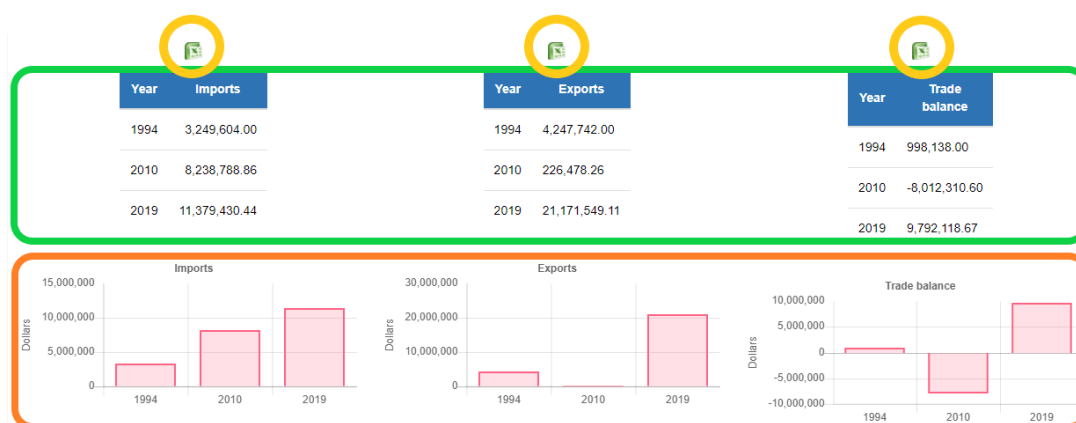 Year Imports
1994 3,249,604.00
2010 8,238,788.86
2019 11,379,430.44
Year Exports
1994 4,247,742.00
2010 226,478.26
2019 21,171,549.11
Year Trade
balance
1994 998,138.00
2010 -8,012,310.60
2019 9,792,118.67
Imports
Dollars
15,000,000
10,000,000
5,000,000
0
1994 2010 2019
Exports
Dollars
30,000,000
20,000,000
10,000,000
0
1994 2010 2019
Trade balance
Dollars
10,000,000
5,000,000
0
-5,000,000
-10,000,000
1994 2010 2019